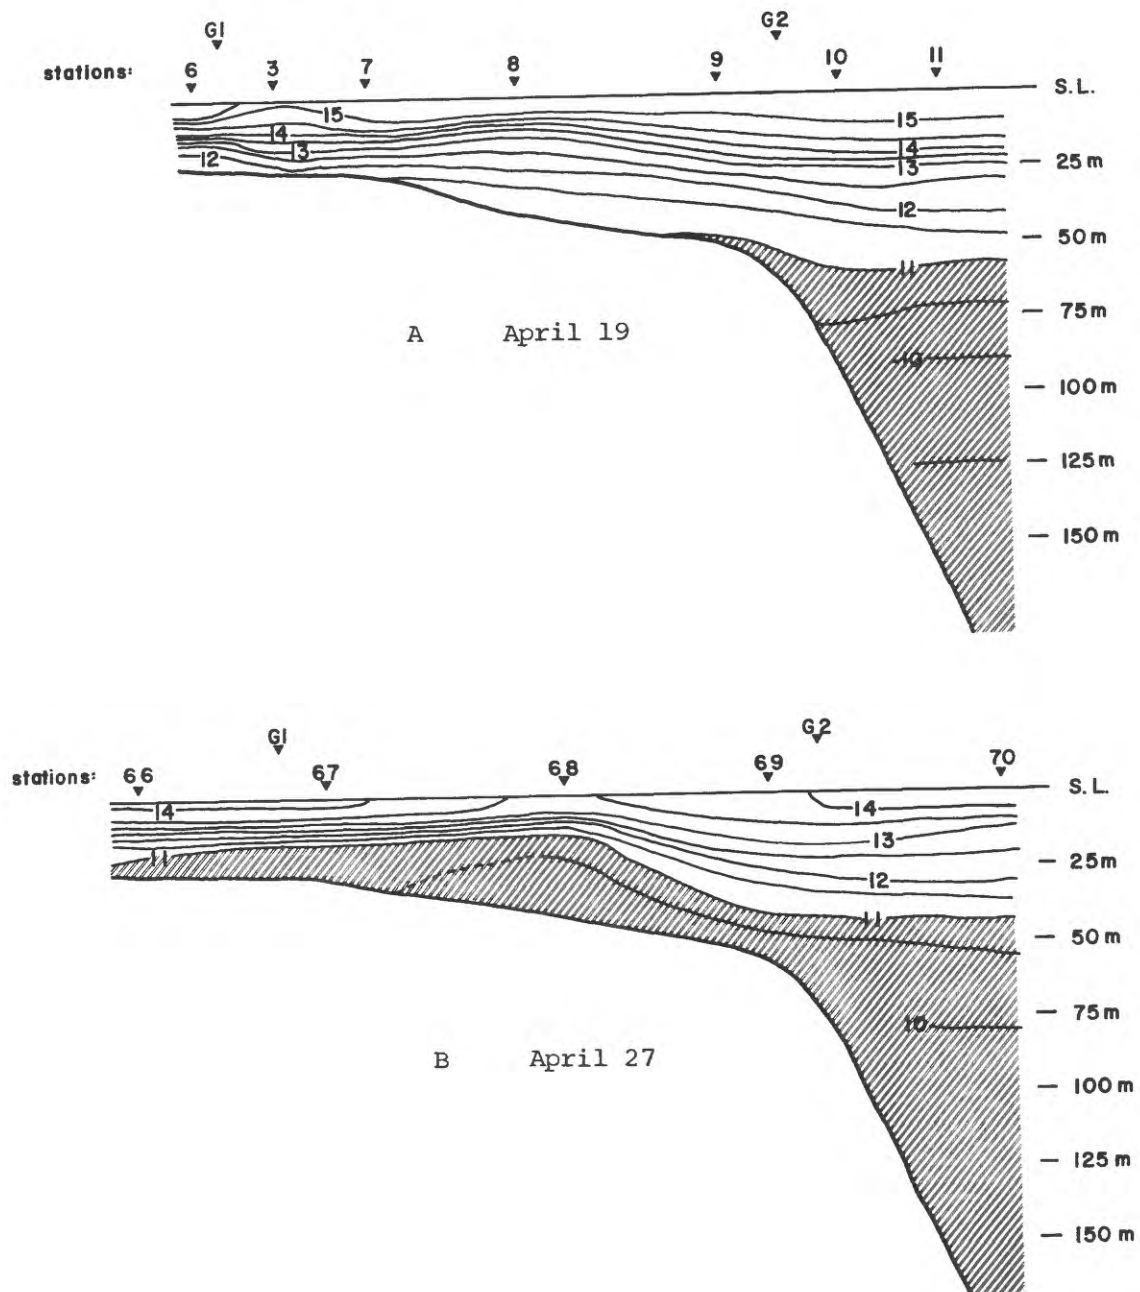 G1 G2
stations: 6 3 7 8 9 10 11
S.L.
15 15
14 14
13 13
25 m
12 12
50 m
11
75 m
10
100 m
125 m
150 m
A April 19
G1 G2
stations: 66 67 68 69 70
S.L.
14 14
13
11
25 m
12
11
50 m
75 m
10
B April 27
100 m
125 m
150 m